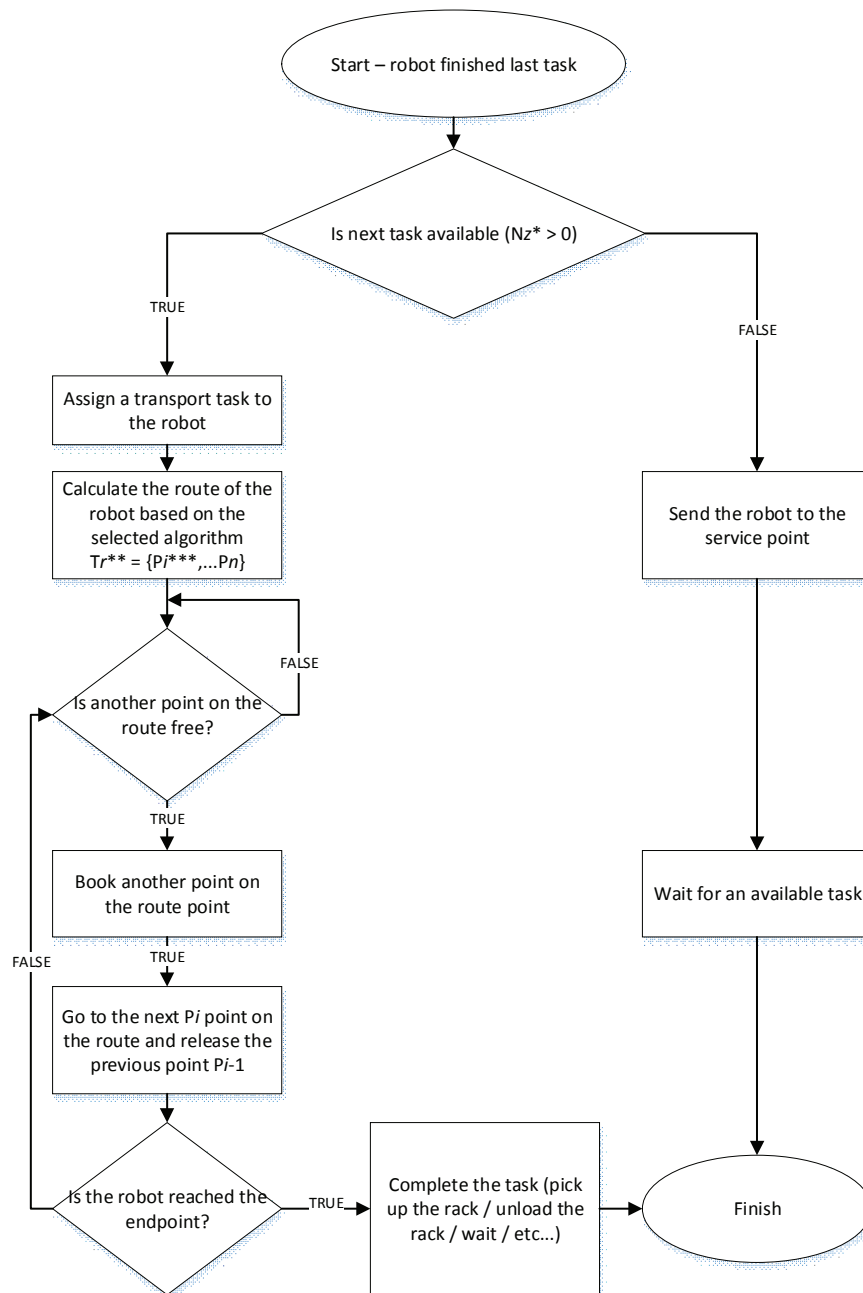 Start – robot finished last task
Is next task available (Nz* > 0)
TRUE
FALSE
Assign a transport task to
the robot
Calculate the route of the
robot based on the
selected algorithm
Tr** = {Pi***,...Pn}
Send the robot to the
service point
FALSE
Is another point on the
route free?
TRUE
Book another point on
the route point
Wait for an available task
FALSE
TRUE
Go to the next Pi point on
the route and release the
previous point Pi-1
Is the robot reached the
endpoint?
TRUE
Complete the task (pick
up the rack / unload the
rack / wait / etc...)
Finish